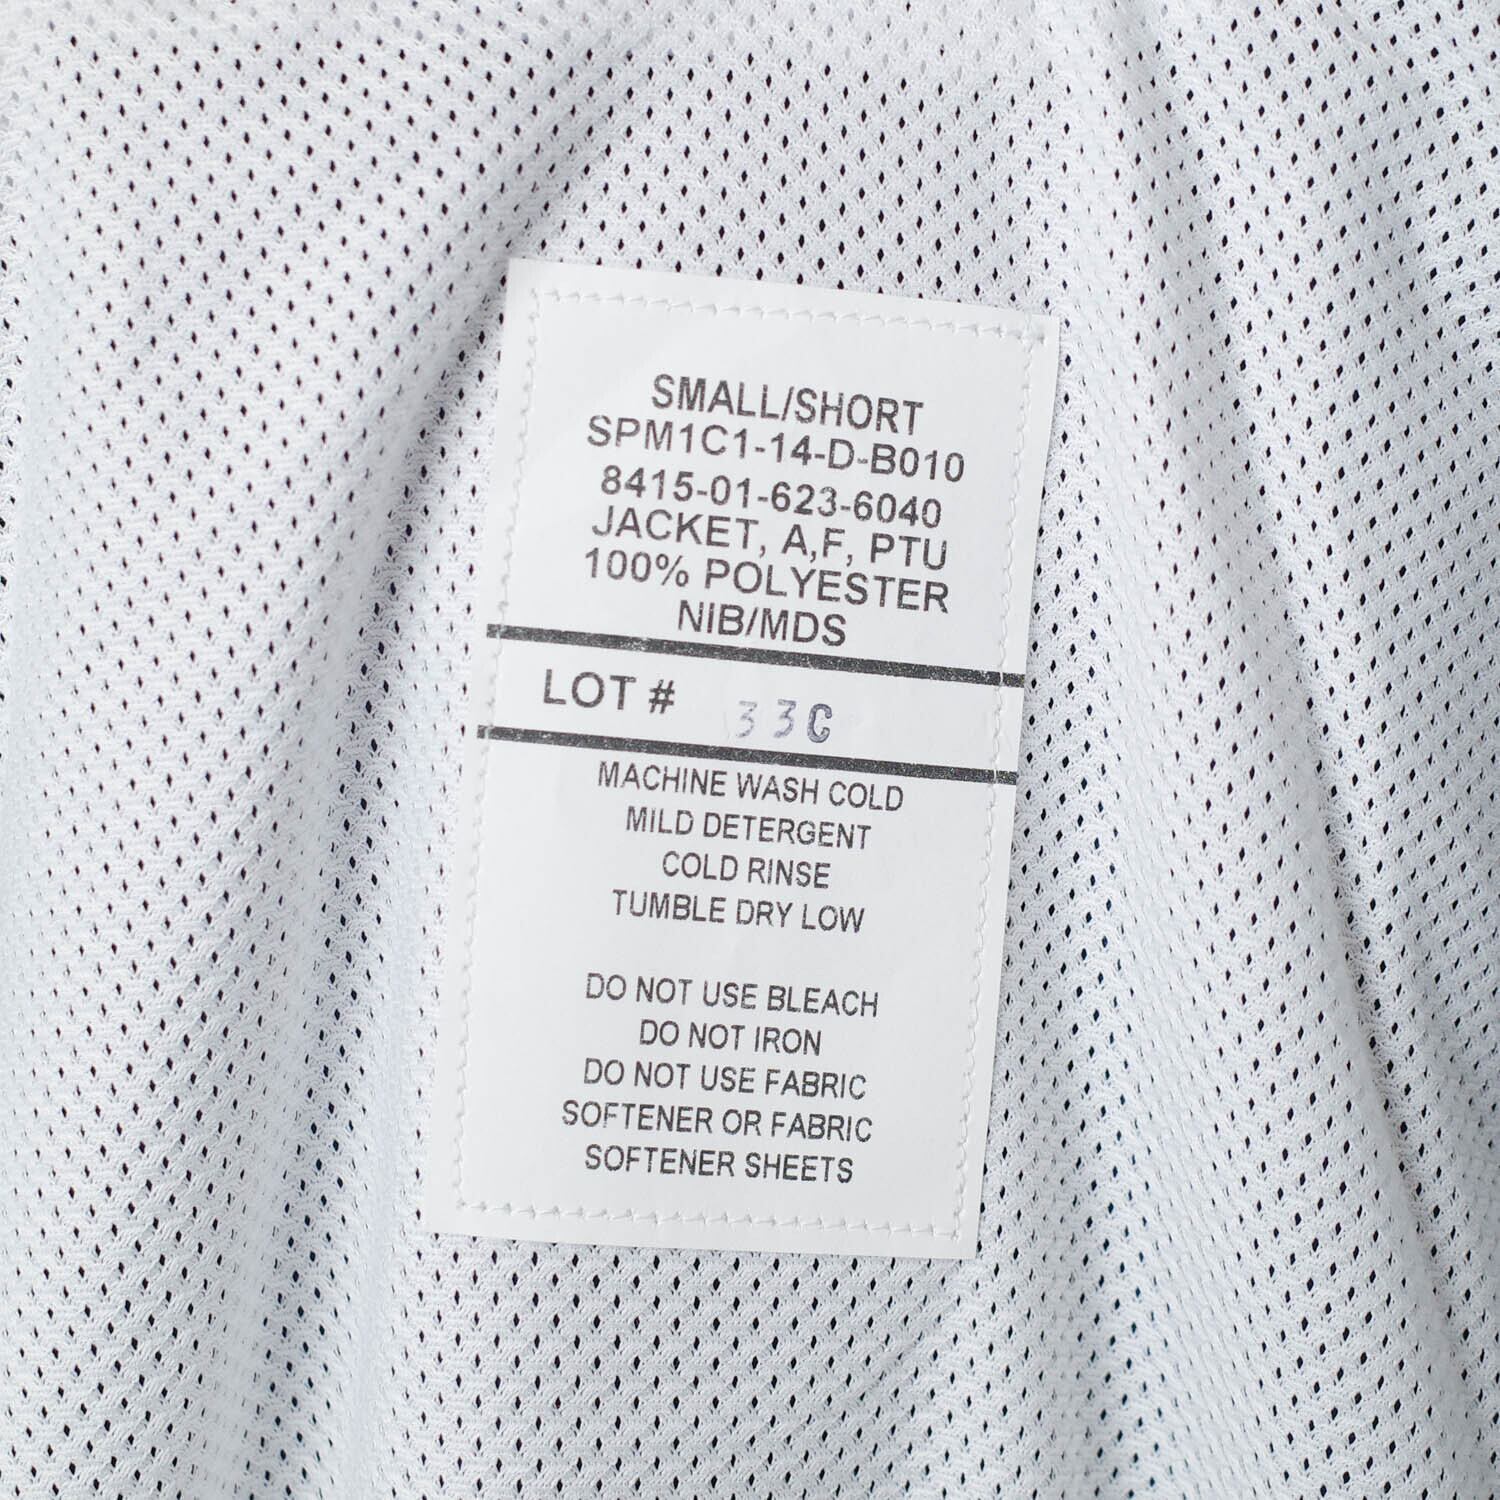 SMALL/SHORT
SPM1C1-14-D-B010
8415-01-623-6040
JACKET, A,F, PTU
100% POLYESTER
NIB/MDS
LOT # 33C
MACHINE WASH COLD
MILD DETERGENT
COLD RINSE
TUMBLE DRY LOW
DO NOT USE BLEACH
DO NOT IRON
DO NOT USE FABRIC
SOFTENER OR FABRIC
SOFTENER SHEETS